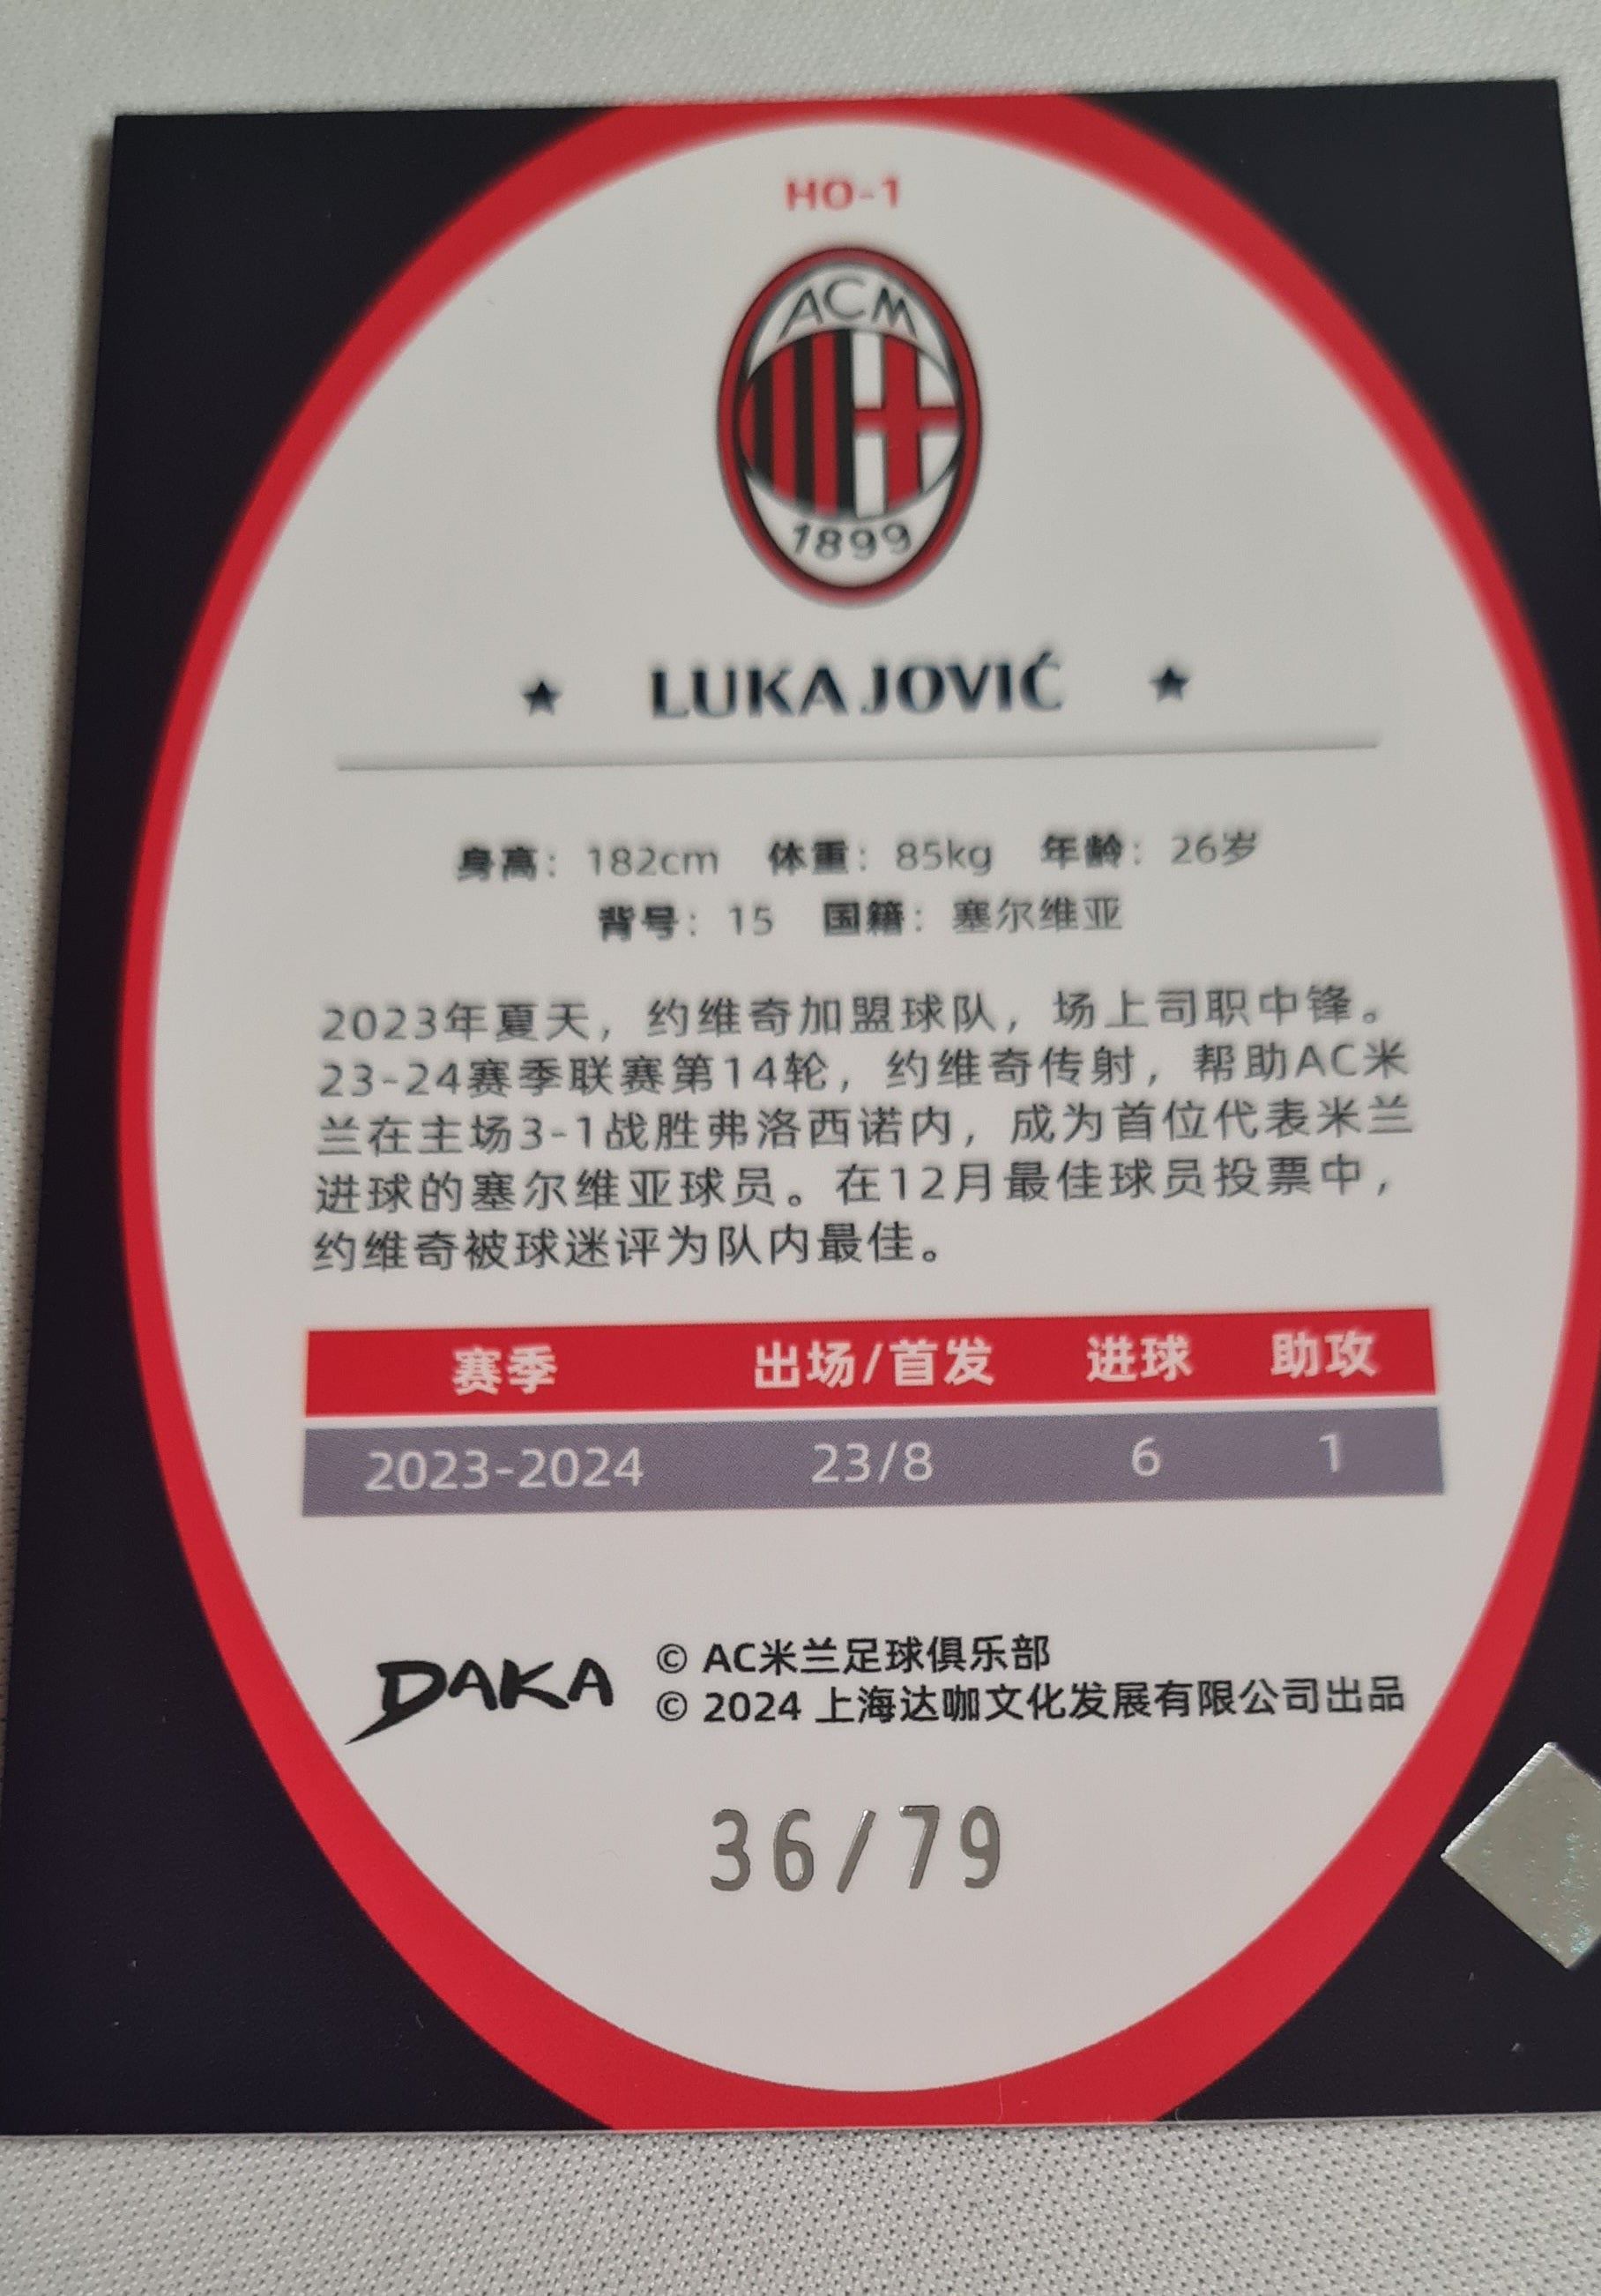 HO-1
ACM
1899
★ LUKA JOVIĆ ★
身高：182cm 体重：85kg 年龄：26岁
背号：15 国籍：塞尔维亚
2023年夏天，约维奇加盟球队，场上司职中锋。
23-24赛季联赛第14轮，约维奇传射，帮助AC米
兰在主场3-1战胜弗洛西诺内，成为首位代表米兰
进球的塞尔维亚球员。在12月最佳球员投票中，
约维奇被球迷评为队内最佳。
赛季 出场/首发 进球 助攻
2023-2024 23/8 6 1
DAKA
© AC米兰足球俱乐部
© 2024 上海达咖文化发展有限公司出品
36/79